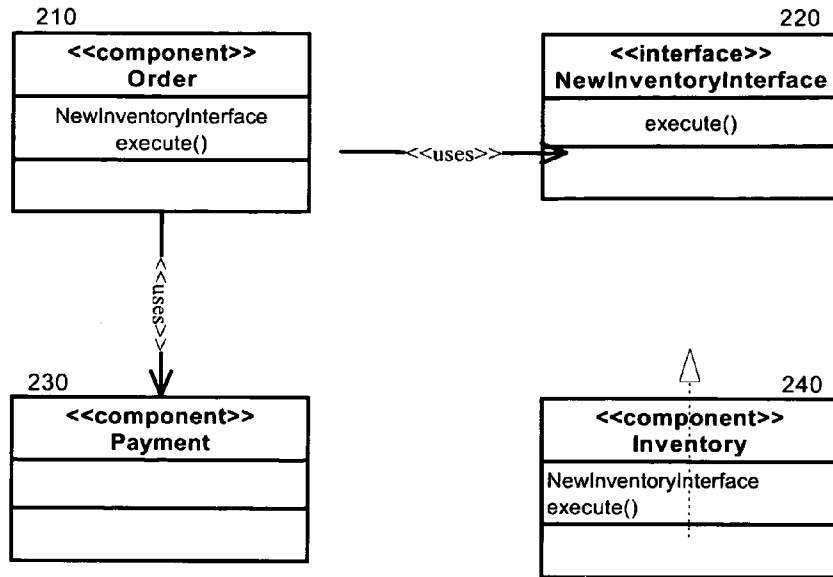 210
<<component>>
Order
NewInventoryInterface
execute()
220
<<interface>>
NewInventoryInterface
execute()
<<uses>>
<<uses>>
230
<<component>>
Payment
240
<<component>>
Inventory
NewInventoryInterface
execute()